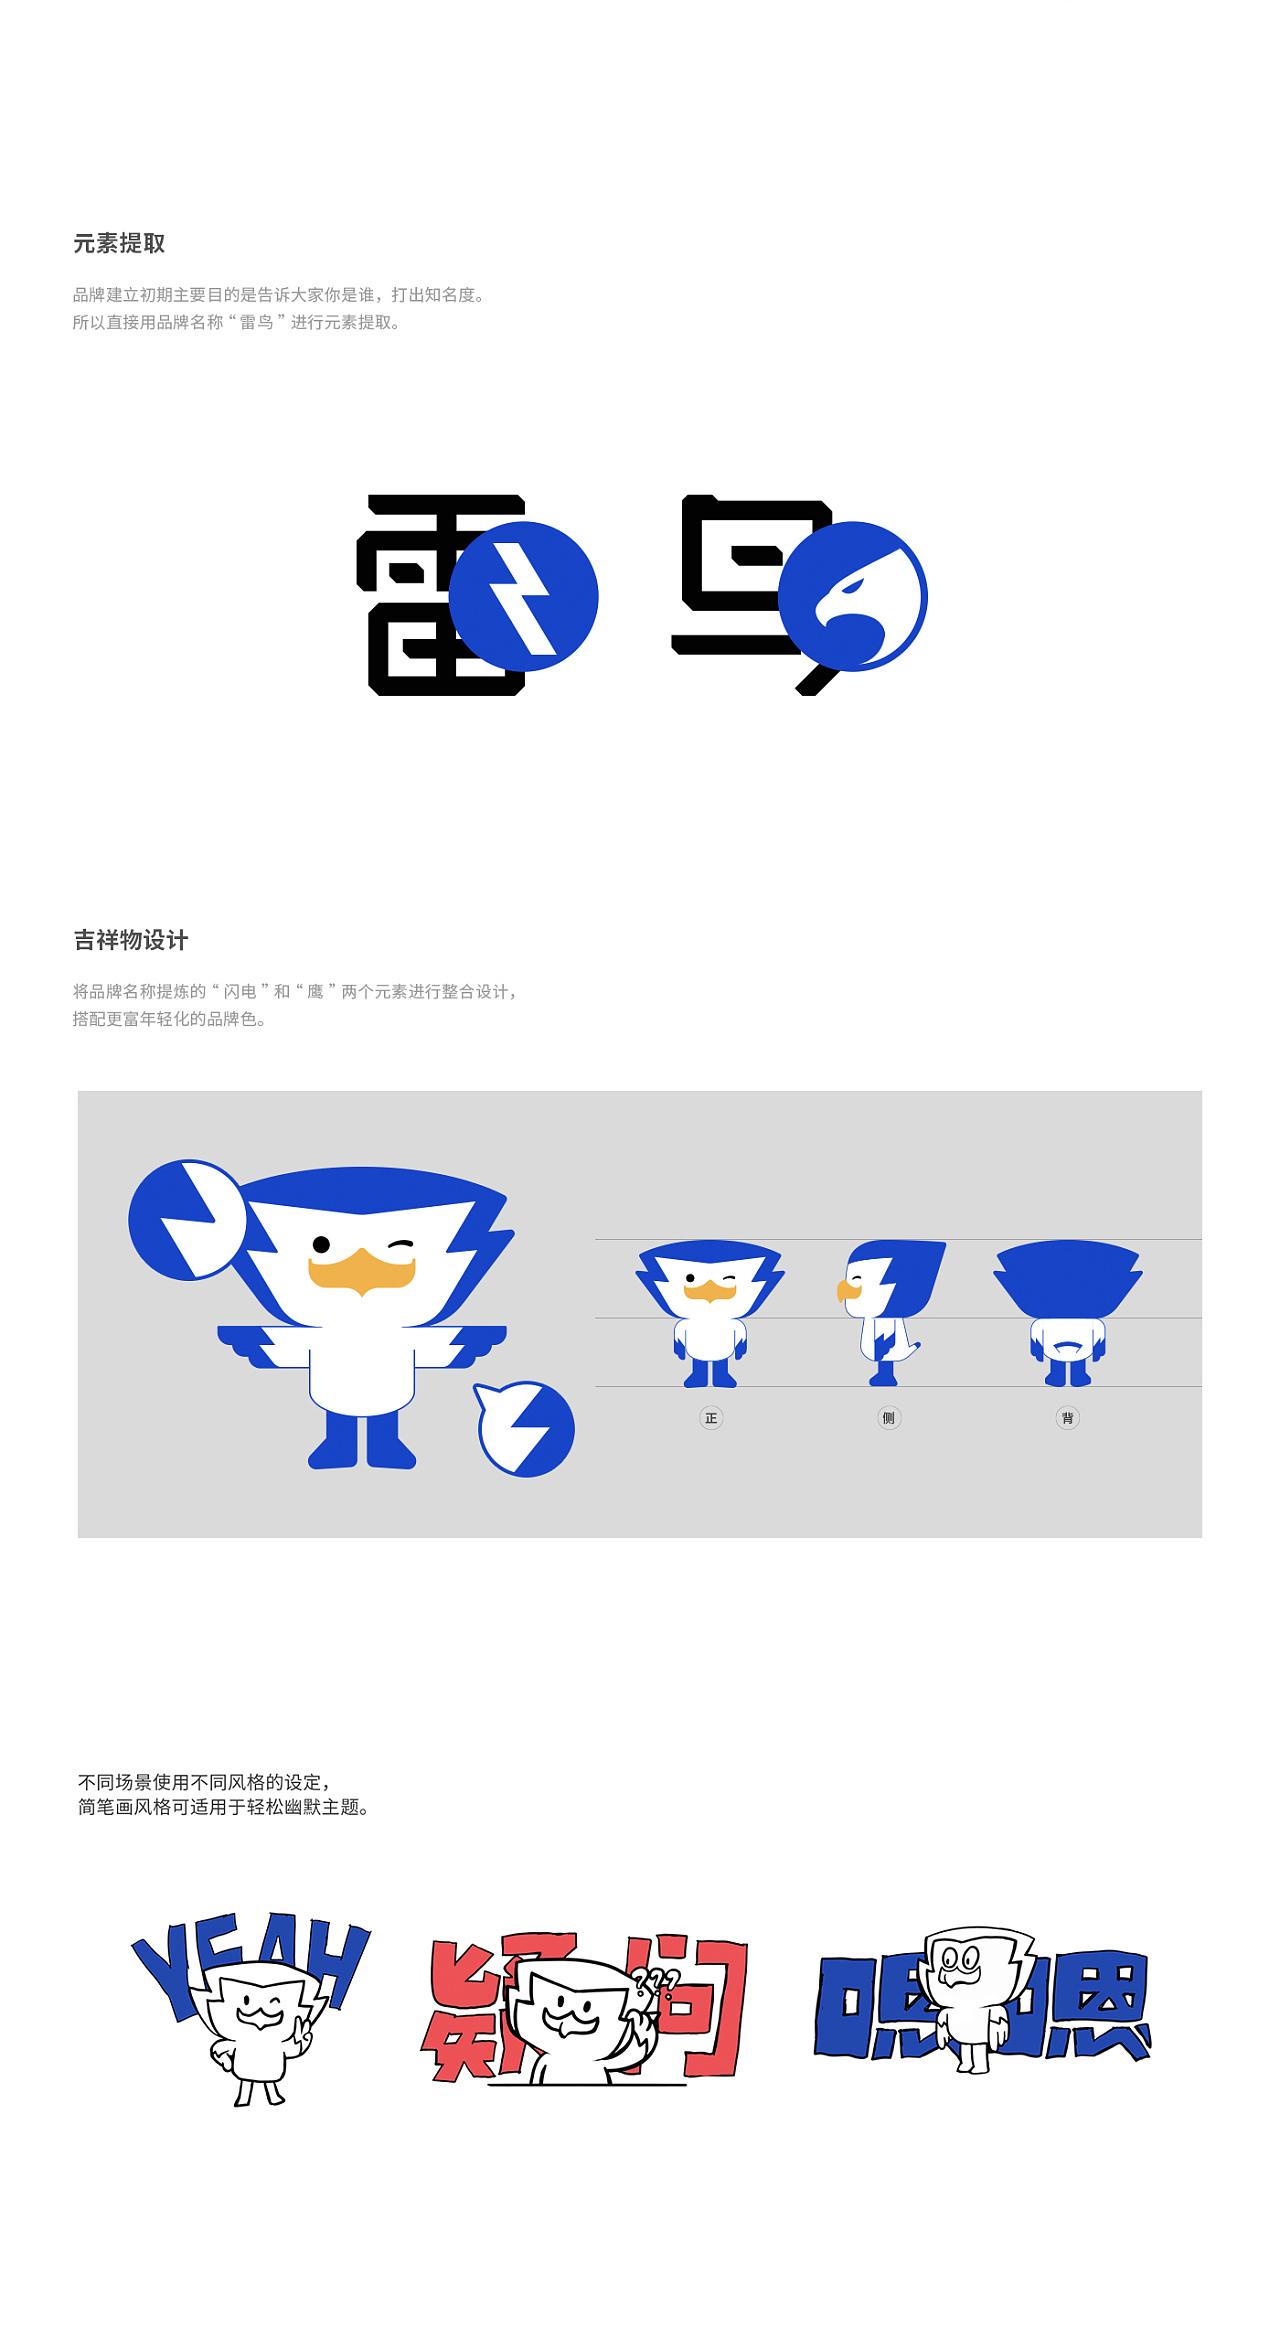 元素提取
品牌建立初期主要目的是告诉大家你是谁，打出知名度。
所以直接用品牌名称“雷鸟”进行元素提取。
雷鸟
吉祥物设计
将品牌名称提炼的“闪电”和“鹰”两个元素进行整合设计，
搭配更富年轻化的品牌色。
正 侧 背
不同场景使用不同风格的设定，
简笔画风格可适用于轻松幽默主题。
YEAH
疑问
???
嗯嗯